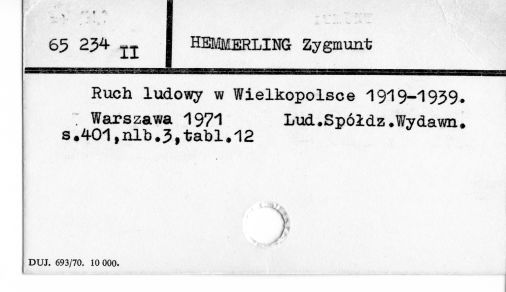 65 234 II
HEMMERLING Zygmunt
Ruch ludowy w Wielkopolsce 1919-1939.
Warszawa 1971 Lud.Spółdz.Wydawn.
s.401,nlb.3,tabl.12
DUJ. 693/70. 10 000.